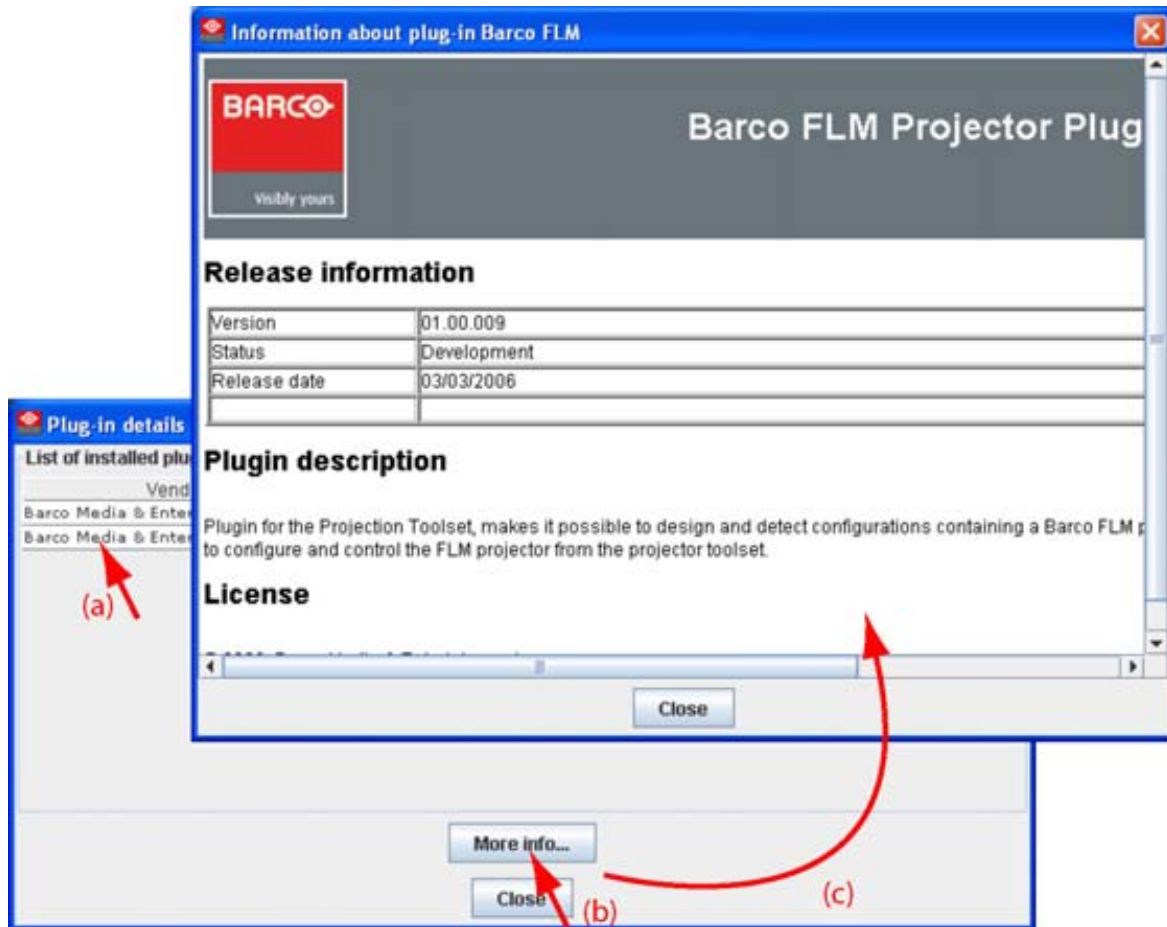 Information about plug-in Barco FLM
BARCO
Visibly yours
Barco FLM Projector Plug
Release information
Version 01.00.009
Status Development
Release date 03/03/2006
Plugin description
Plugin for the Projection Toolset, makes it possible to design and detect configurations containing a Barco FLM
to configure and control the FLM projector from the projector toolset.
License
Close
Plug-in details
List of installed plu
Vend
Barco Media & Enter
Barco Media & Enter
(a)
More info...
Close
(b)
(c)